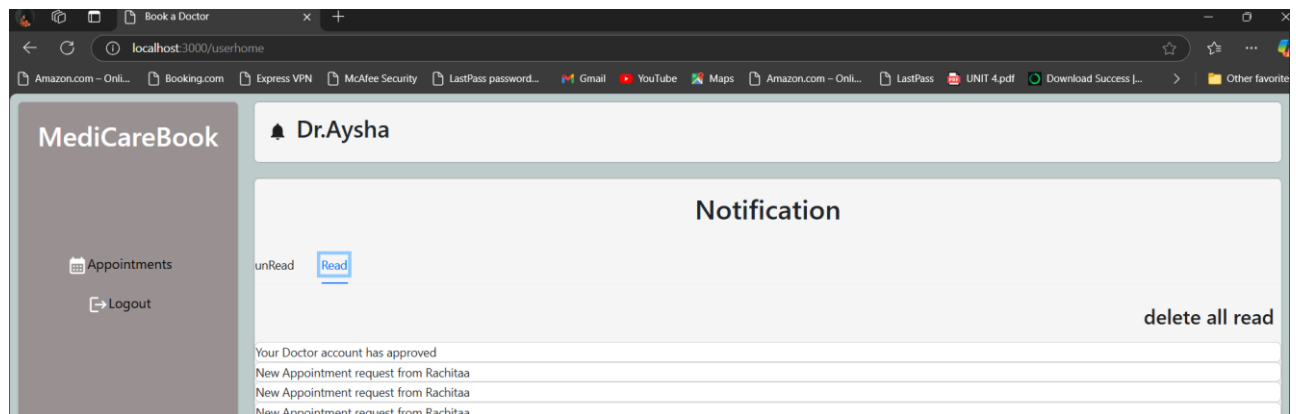 Book a Doctor
localhost:3000/userhome
Amazon.com – Onli... Booking.com Express VPN McAfee Security LastPass password... Gmail YouTube Maps Amazon.com – Onli... LastPass UNIT 4.pdf Download Success |... Other favorite
MediCareBook
Dr.Aysha
Notification
Appointments
unRead Read
Logout
delete all read
Your Doctor account has approved
New Appointment request from Rachitaa
New Appointment request from Rachitaa
New Appointment request from Rachitaa